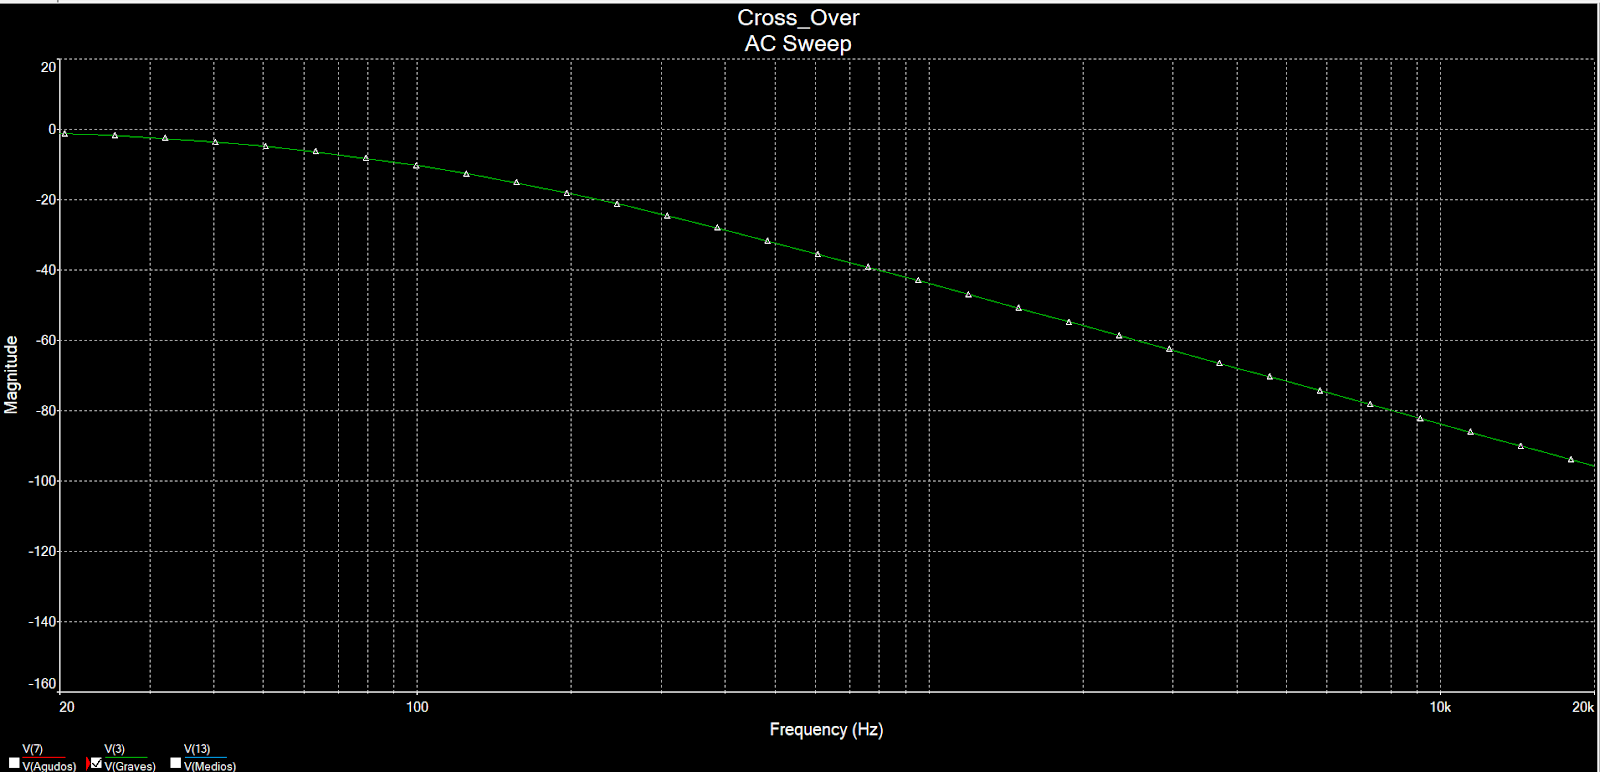 Cross_Over
AC Sweep
20
0
-20
-40
-60
-80
-100
-120
-140
-160
Magnitude
20
100
10k
20k
Frequency (Hz)
V(7) V(3) V(13)
V(Agudos) V(Graves) V(Medios)